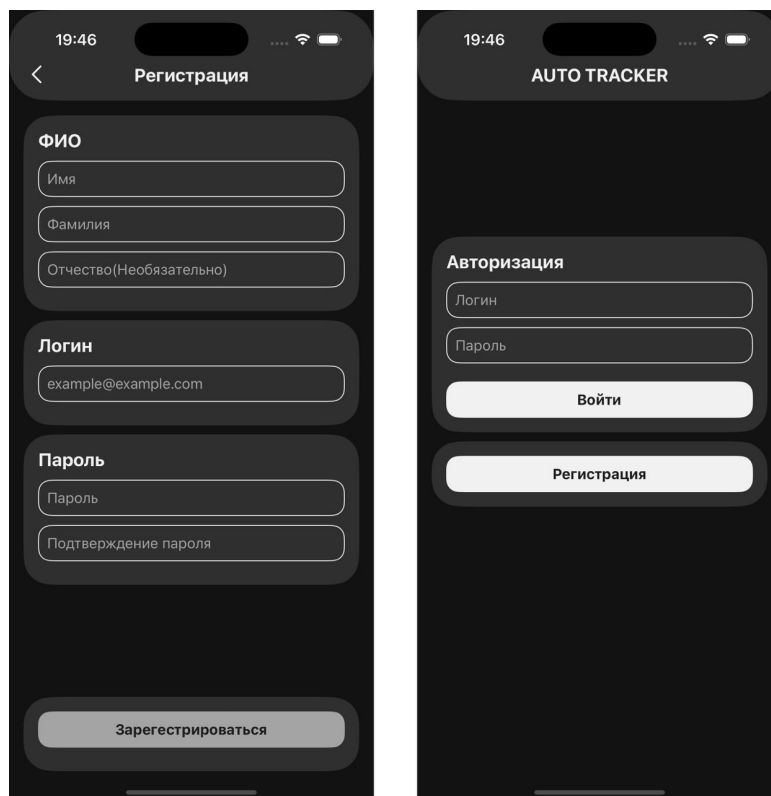 19:46
Регистрация
ФИО
Имя
Фамилия
Отчество(Необязательно)
Логин
example@example.com
Пароль
Пароль
Подтверждение пароля
Зарегестрироваться
19:46
AUTO TRACKER
Авторизация
Логин
Пароль
Войти
Регистрация